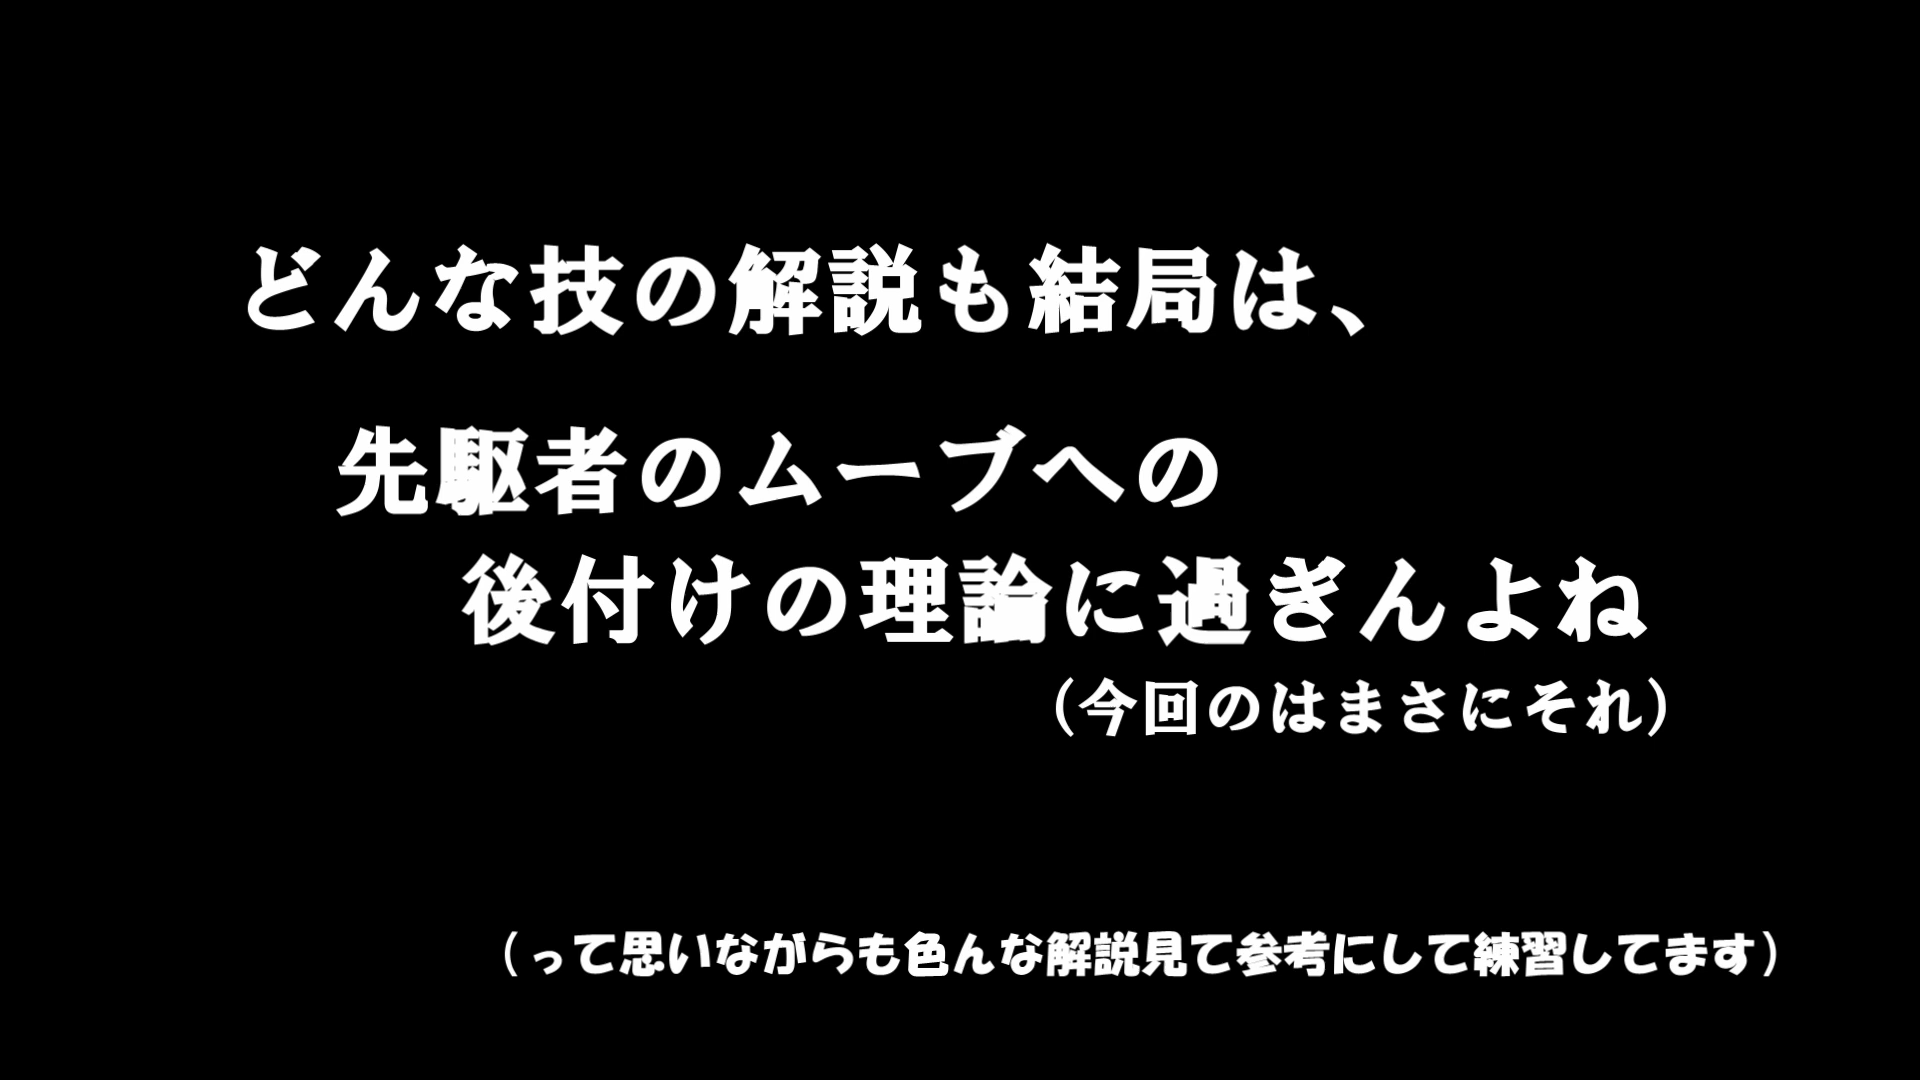 どんな技の解説も結局は、
先駆者のムーブへの
後付けの理論に過ぎんよね
（今回のはまさにそれ）
（って思いながらも色んな解説見て参考にして練習してます）